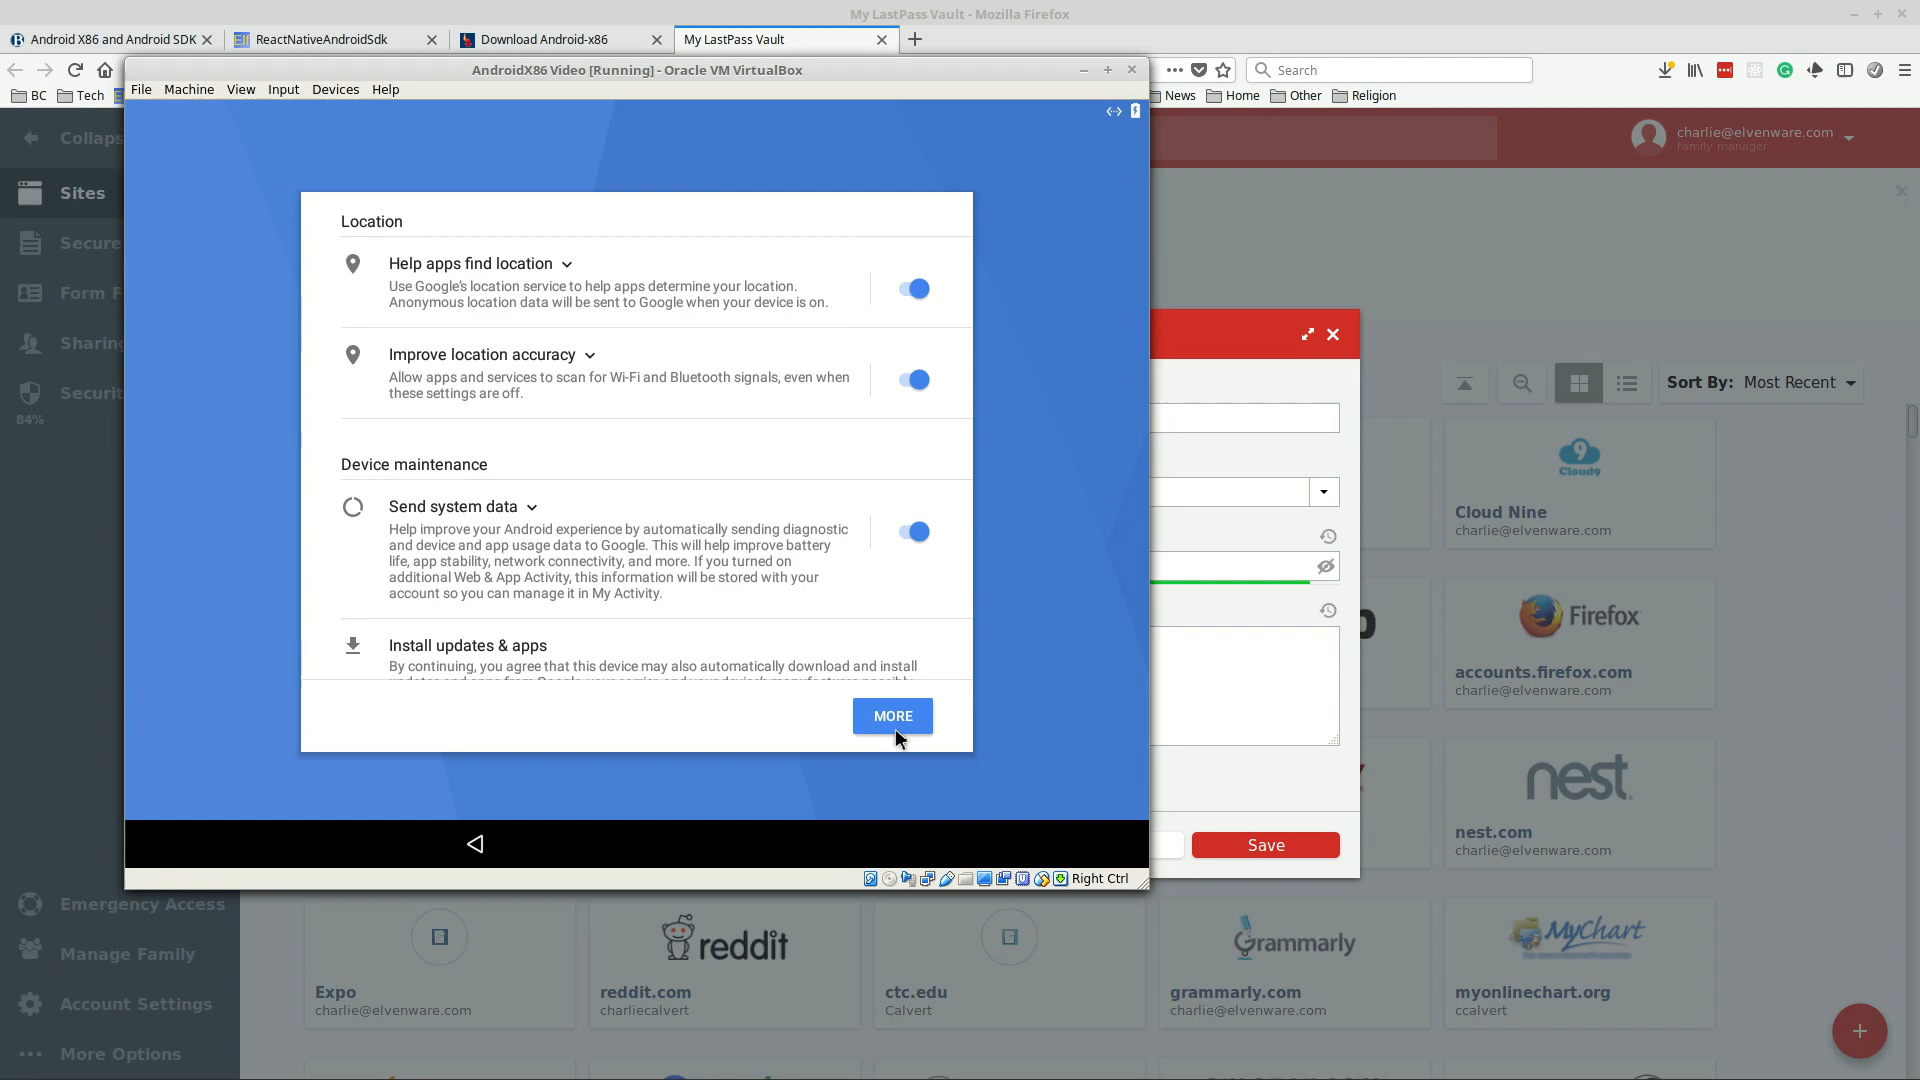 My LastPass Vault - Mozilla Firefox
Android X86 and Android SDK
ReactNativeAndroidSdk
Download Android-x86
My LastPass Vault
AndroidX86 Video [Running] - Oracle VM VirtualBox
Search
File Machine View Input Devices Help
BC
Tech
News
Home
Other
Religion
Collaps
charlie@elvenware.com
Family manager
Sites
Secure
Form F
Sharing
Securit
84%
Location
Help apps find location
Use Google's location service to help apps determine your location.
Anonymous location data will be sent to Google when your device is on.
Improve location accuracy
Allow apps and services to scan for Wi-Fi and Bluetooth signals, even when
these settings are off.
Device maintenance
Send system data
Help improve your Android experience by automatically sending diagnostic
and device and app usage data to Google. This will help improve battery
life, app stability, network connectivity, and more. If you turned on
additional Web & App Activity, this information will be stored with your
account so you can manage it in My Activity.
Install updates & apps
By continuing, you agree that this device may also automatically download and install
MORE
Right Ctrl
Save
Sort By: Most Recent
9
Cloud9
Cloud Nine
charlie@elvenware.com
Firefox
accounts.firefox.com
charlie@elvenware.com
nest.
nest.com
charlie@elvenware.com
Emergency Access
Manage Family
Account Settings
More Options
Expo
charlie@elvenware.com
reddit
reddit.com
charliecalvert
ctc.edu
Calvert
Grammarly
grammarly.com
charlie@elvenware.com
MyChart
myonlinechart.org
ccalvert